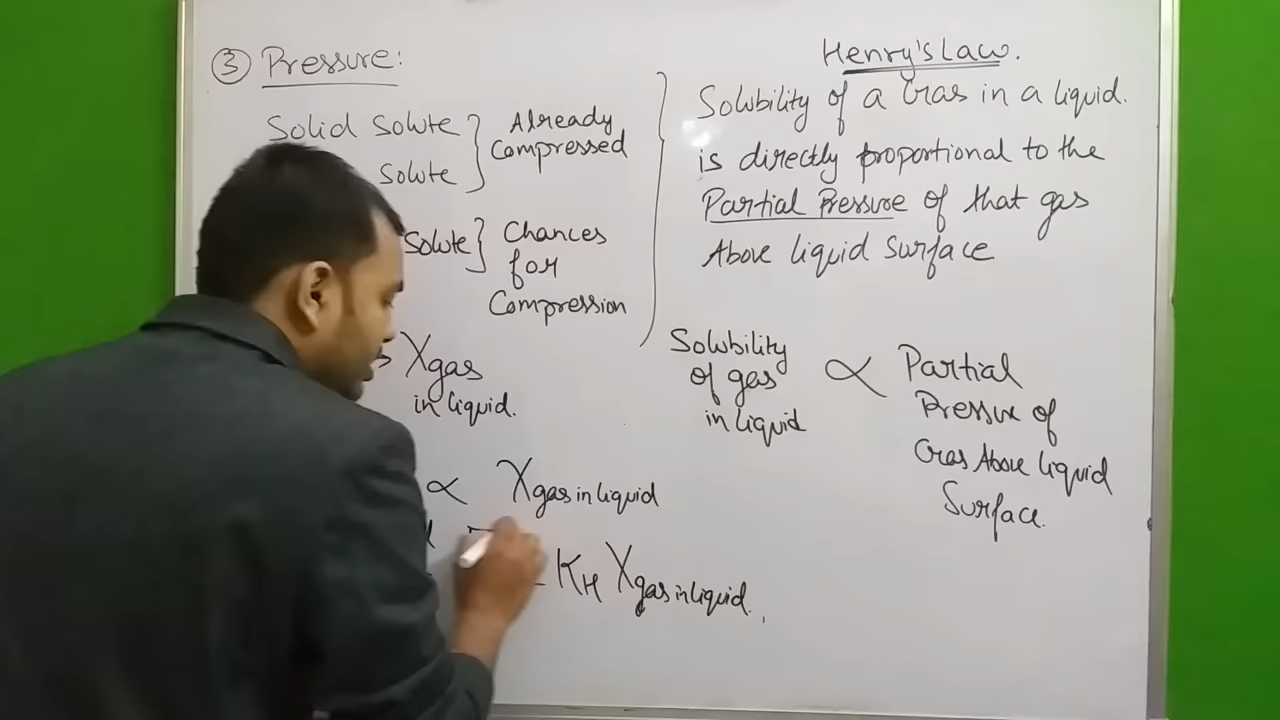 ③ Pressure:
Solid Solute } Already
Compressed
Solute
Solute } Chances
for
Compression
Xgas
in liquid.
∝ Xgas in liquid
KH Xgas in liquid.
Henry's Law.
Solubility of a Gas in a liquid.
is directly proportional to the
Partial Pressure of that gas
Above liquid Surface
Solubility
of gas
in liquid
∝ Partial
Pressure of
Gas Above liquid
Surface.